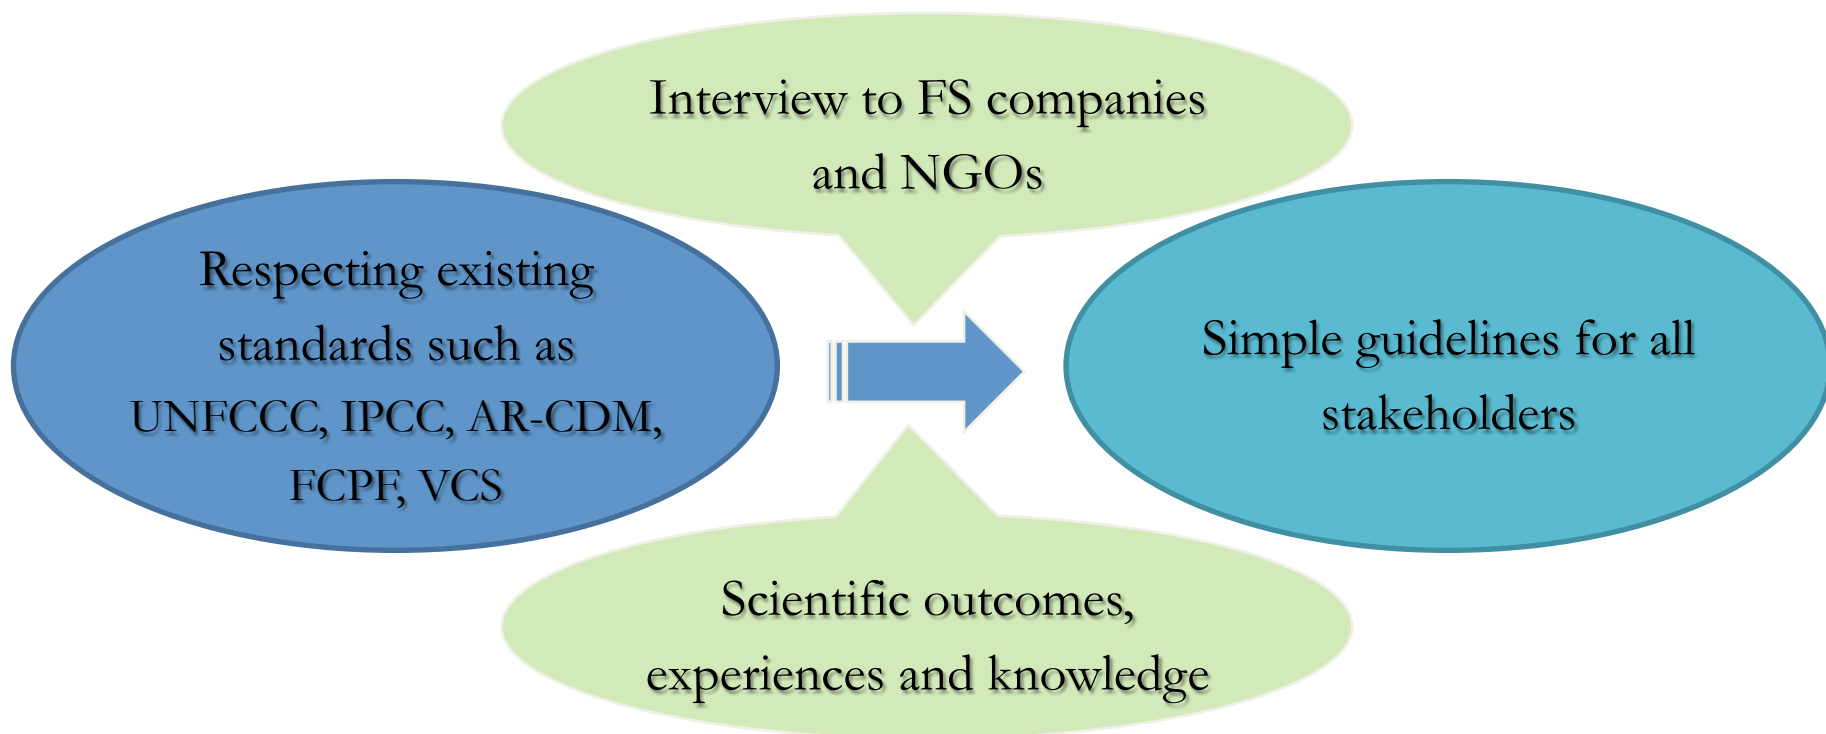 Interview to FS companies
and NGOs
Respecting existing
standards such as
UNFCCC, IPCC, AR-CDM,
FCPF, VCS
Simple guidelines for all
stakeholders
Scientific outcomes,
experiences and knowledge